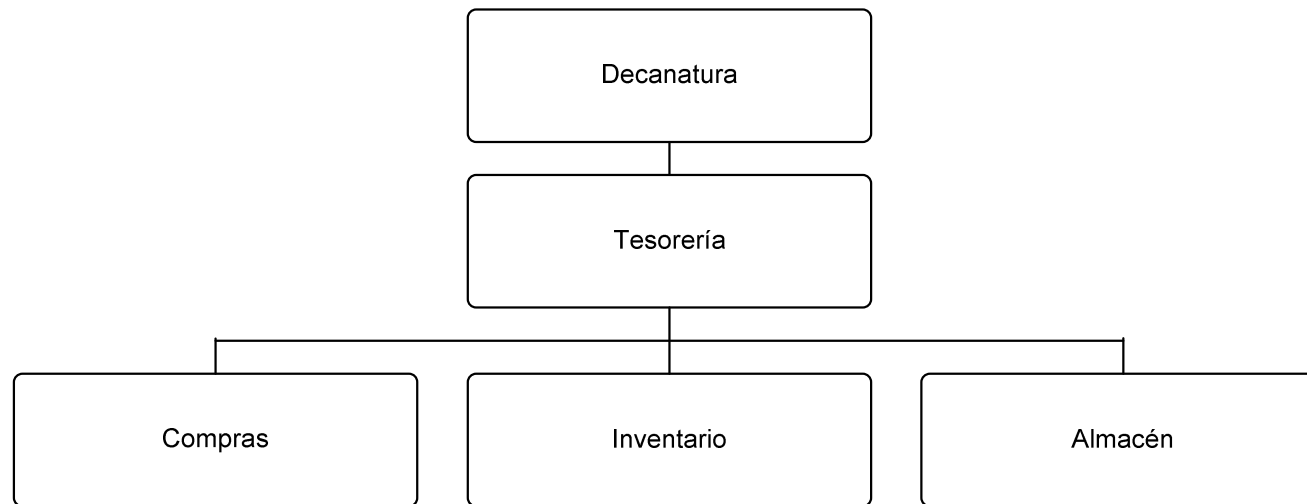 Decanatura
Tesorería
Compras
Inventario
Almacén